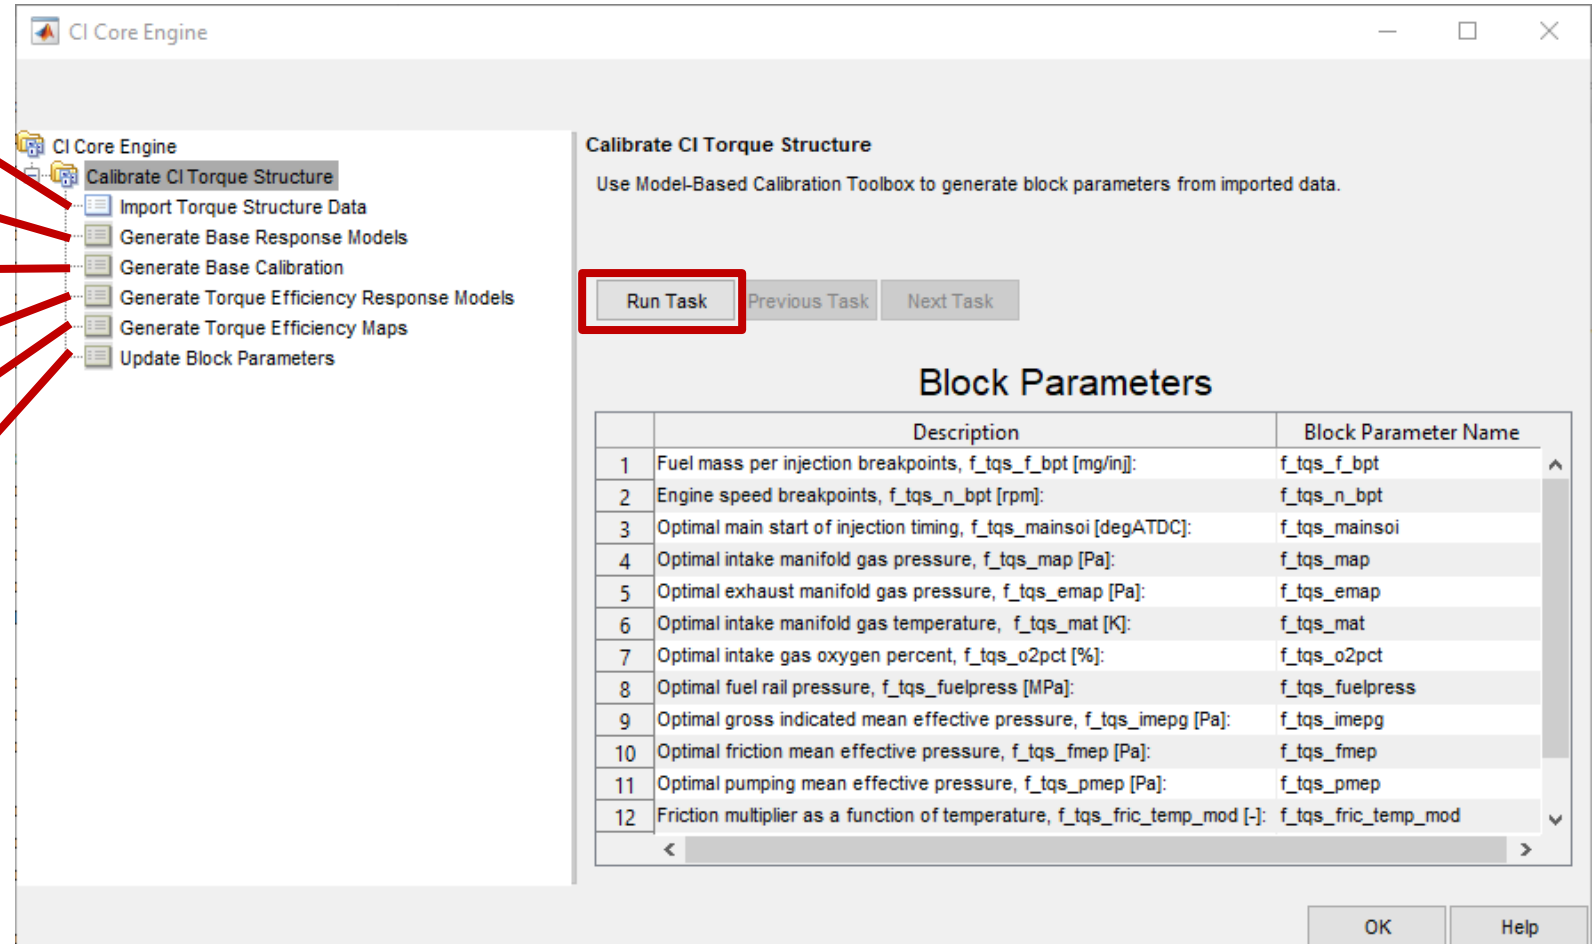 CI Core Engine
CI Core Engine
Calibrate CI Torque Structure
Import Torque Structure Data
Generate Base Response Models
Generate Base Calibration
Generate Torque Efficiency Response Models
Generate Torque Efficiency Maps
Update Block Parameters
Calibrate CI Torque Structure
Use Model-Based Calibration Toolbox to generate block parameters from imported data.
Run Task Previous Task Next Task
Block Parameters
Description Block Parameter Name
1 Fuel mass per injection breakpoints, f_tqs_f_bpt [mg/inj]: f_tqs_f_bpt
2 Engine speed breakpoints, f_tqs_n_bpt [rpm]: f_tqs_n_bpt
3 Optimal main start of injection timing, f_tqs_mainsoi [degATDC]: f_tqs_mainsoi
4 Optimal intake manifold gas pressure, f_tqs_map [Pa]: f_tqs_map
5 Optimal exhaust manifold gas pressure, f_tqs_emap [Pa]: f_tqs_emap
6 Optimal intake manifold gas temperature, f_tqs_mat [K]: f_tqs_mat
7 Optimal intake gas oxygen percent, f_tqs_o2pct [%]: f_tqs_o2pct
8 Optimal fuel rail pressure, f_tqs_fuelpress [MPa]: f_tqs_fuelpress
9 Optimal gross indicated mean effective pressure, f_tqs_imepg [Pa]: f_tqs_imepg
10 Optimal friction mean effective pressure, f_tqs_fmep [Pa]: f_tqs_fmep
11 Optimal pumping mean effective pressure, f_tqs_pmep [Pa]: f_tqs_pmep
12 Friction multiplier as a function of temperature, f_tqs_fric_temp_mod [-]: f_tqs_fric_temp_mod
OK Help